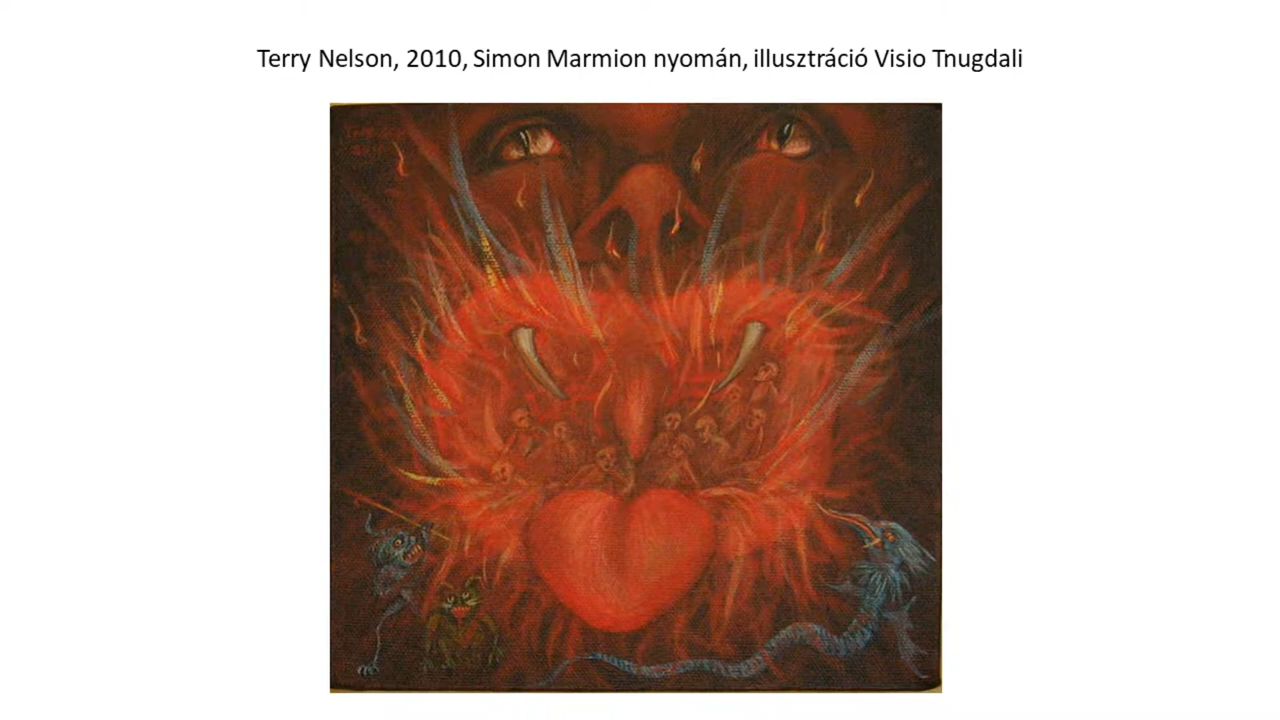 Terry Nelson, 2010, Simon Marmion nyomán, illusztráció Visio Tnugdali